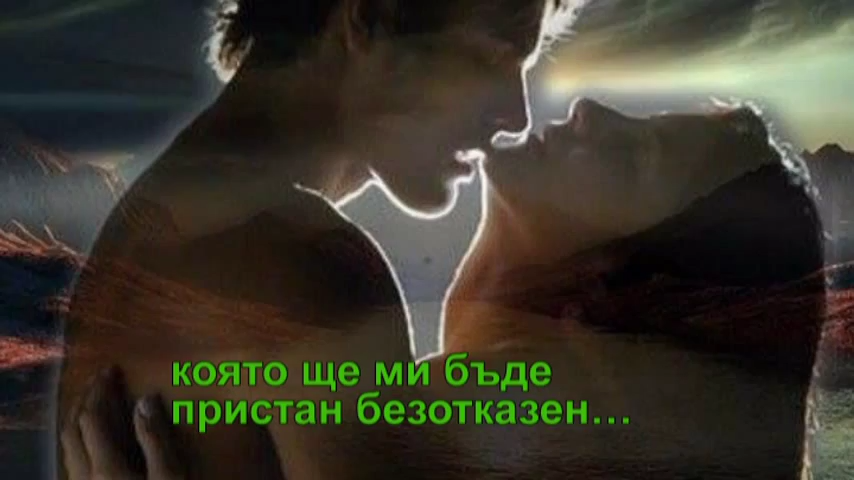 която ще ми бъде
пристан безотказен...